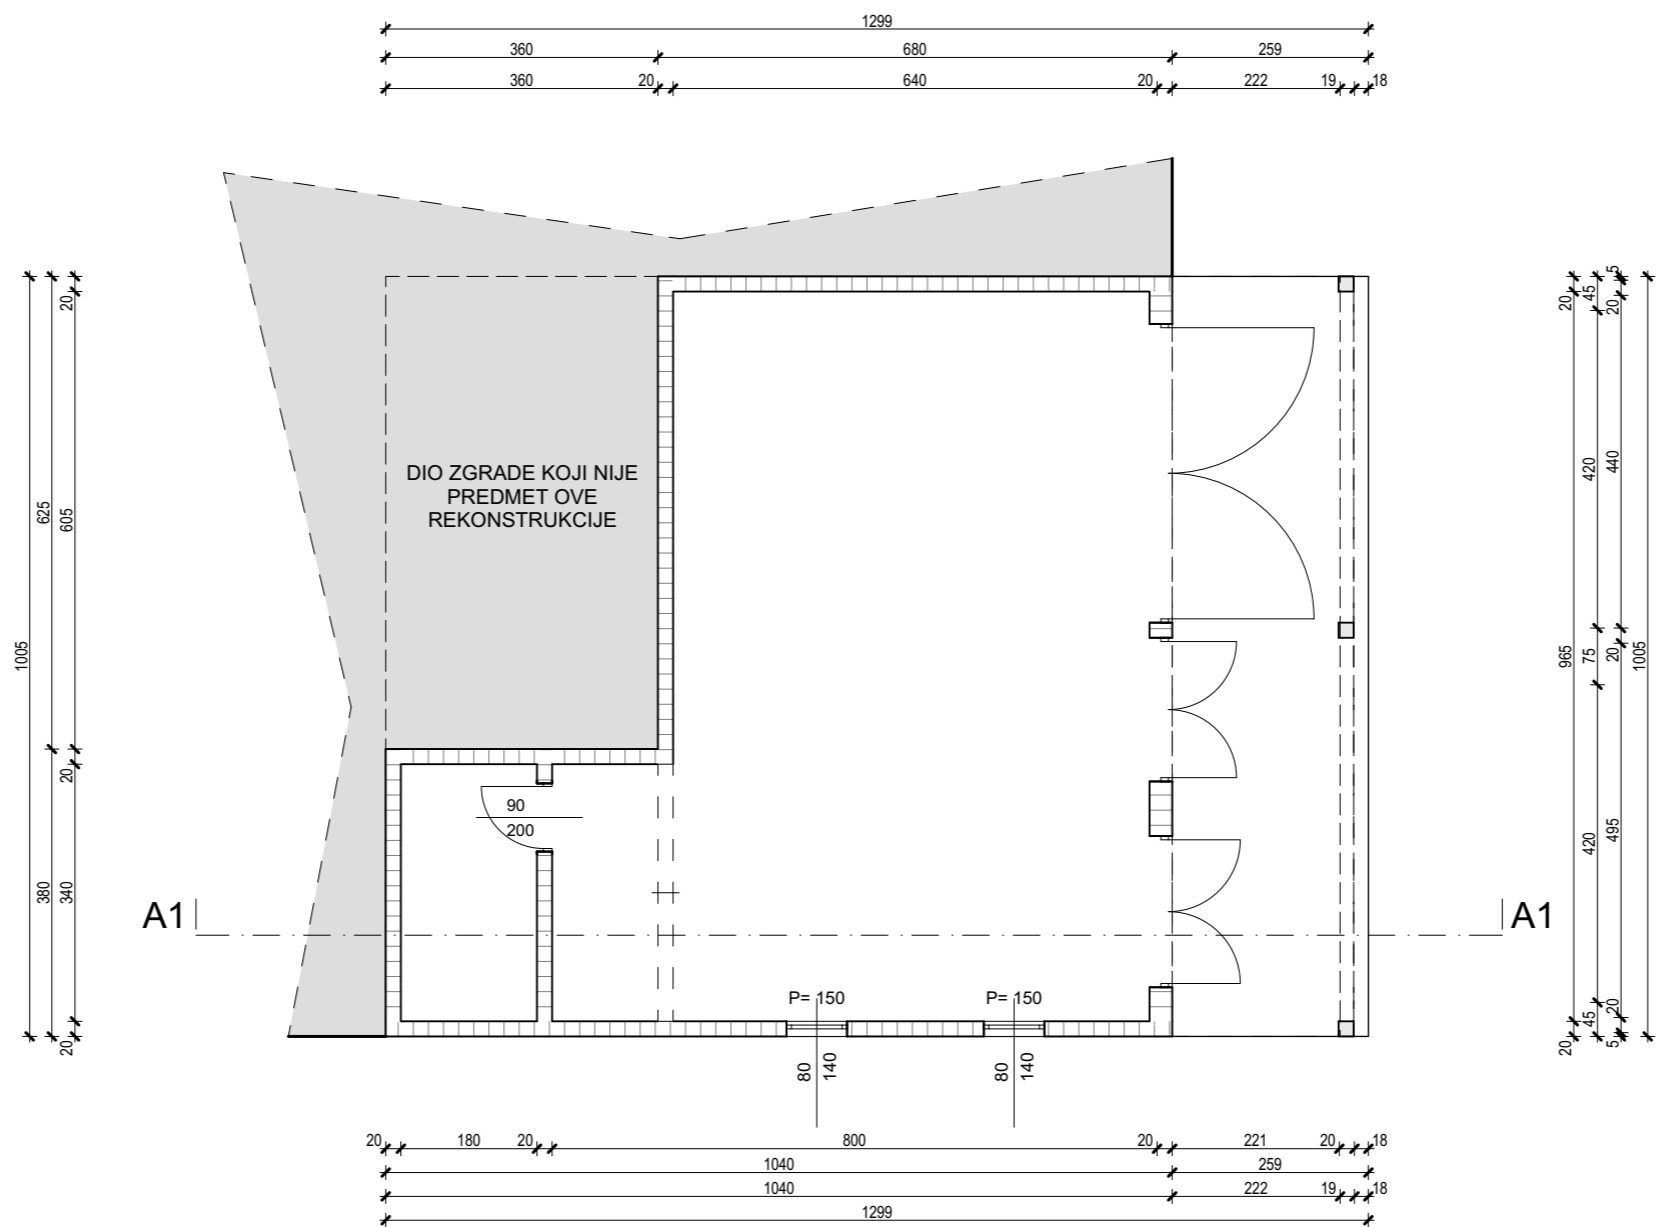 1299
360 680 259
360 20 640 20 222 19 18
DIO ZGRADE KOJI NIJE
PREDMET OVE
REKONSTRUKCIJE
1005
625 380
20 605 20 340 20
20 965 20
45 420 75 420 45
5 20 440 20 495 20 5
1005
90
200
A1 A1
P= 150 P= 150
80 140 80 140
20 180 20 800 20 221 20 18
1040 259
1040 222 19 18
1299